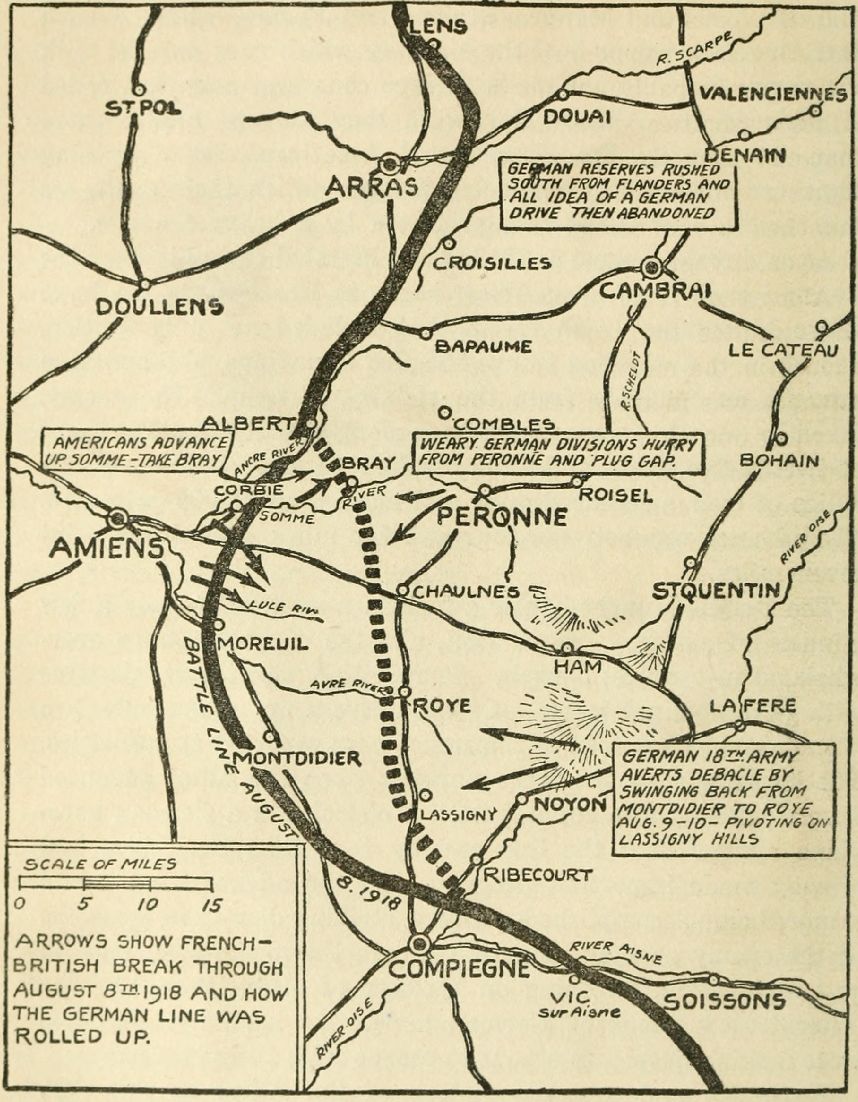 LENS
R. SCARPE
ST POL
DOUAI
VALENCIENNES
DENAIN
ARRAS
GERMAN RESERVES RUSHED
SOUTH FROM FLANDERS AND
ALL IDEA OF A GERMAN
DRIVE THEN ABANDONED
CROISILLES
CAMBRAI
DOULLENS
BAPAUME
LE CATEAU
R. SCHELDT
ALBERT
COMBLES
AMERICANS ADVANCE
UP SOMME-TAKE BRAY
ANCRE RIVER
WEARY GERMAN DIVISIONS HURRY
FROM PERONNE AND PLUG GAP.
BOHAIN
BRAY
CORBIE
RIVER
SOMME
ROISEL
PERONNE
AMIENS
RIVER OISE
CHAULNES
ST QUENTIN
LUCE RIV
MOREUIL
HAM
AVRE RIVER
ROYE
LA FERE
BATTLE LINE AUGUST
8. 1918
MONTDIDIER
GERMAN 18TH ARMY
AVERTS DEBACLE BY
SWINGING BACK FROM
MONTDIDIER TO ROYE
AUG. 9-10- PIVOTING ON
LASSIGNY HILLS
LASSIGNY
NOYON
RIBECOURT
SCALE OF MILES
0 5 10 15
ARROWS SHOW FRENCH-
BRITISH BREAK THROUGH
AUGUST 8TH. 1918 AND HOW
THE GERMAN LINE WAS
ROLLED UP.
COMPIEGNE
RIVER AISNE
VIC
sur Aisne
SOISSONS
RIVER OISE